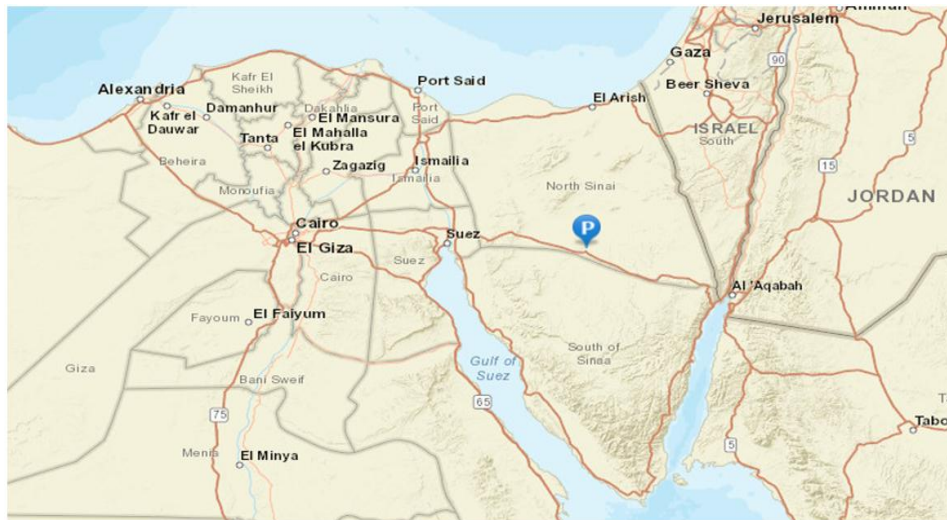 Jerusalem
Gaza
90
Port Said
Kafr El
Sheikh
Alexandria
Beer Sheva
Dakahlia
Port
Said
El Arish
Damanhur
Kafr el
Dauwar
El Mansura
El Mahalla
el Kubra
ISRAEL
South
5
Tanta
Ismailia
Zagazig
Beheira
Ismailia
15
Monoufia
North Sinai
JORDAN
P
Cairo
El Giza
Suez
Suez
Cairo
Al 'Aqabah
El Faiyum
Fayoum
South of
Sinaa
Giza
Gulf of
Suez
Bani Sweif
65
75
5
Menia
El Minya